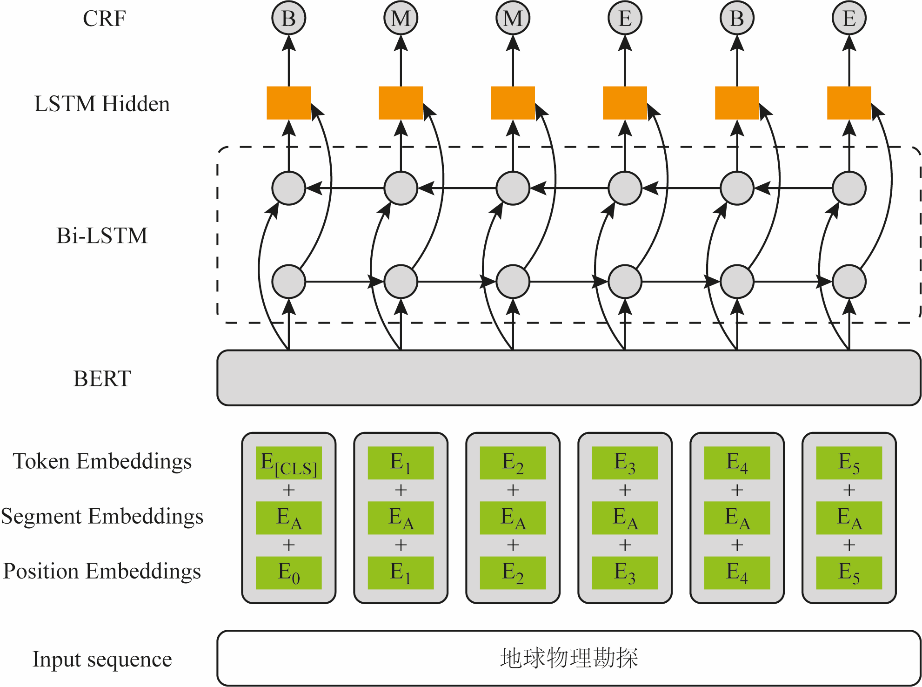 CRF B M M E B E
LSTM Hidden
Bi-LSTM
BERT
Token Embeddings E[CLS] E1 E2 E3 E4 E5
+ + + + + +
Segment Embeddings EA EA EA EA EA EA
+ + + + + +
Position Embeddings E0 E1 E2 E3 E4 E5
Input sequence 地球物理勘探